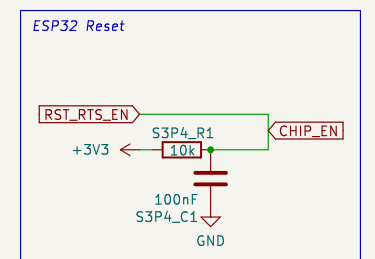 ESP32 Reset
RST_RTS_EN
CHIP_EN
S3P4_R1
+3V3
10k
100nF
S3P4_C1
GND